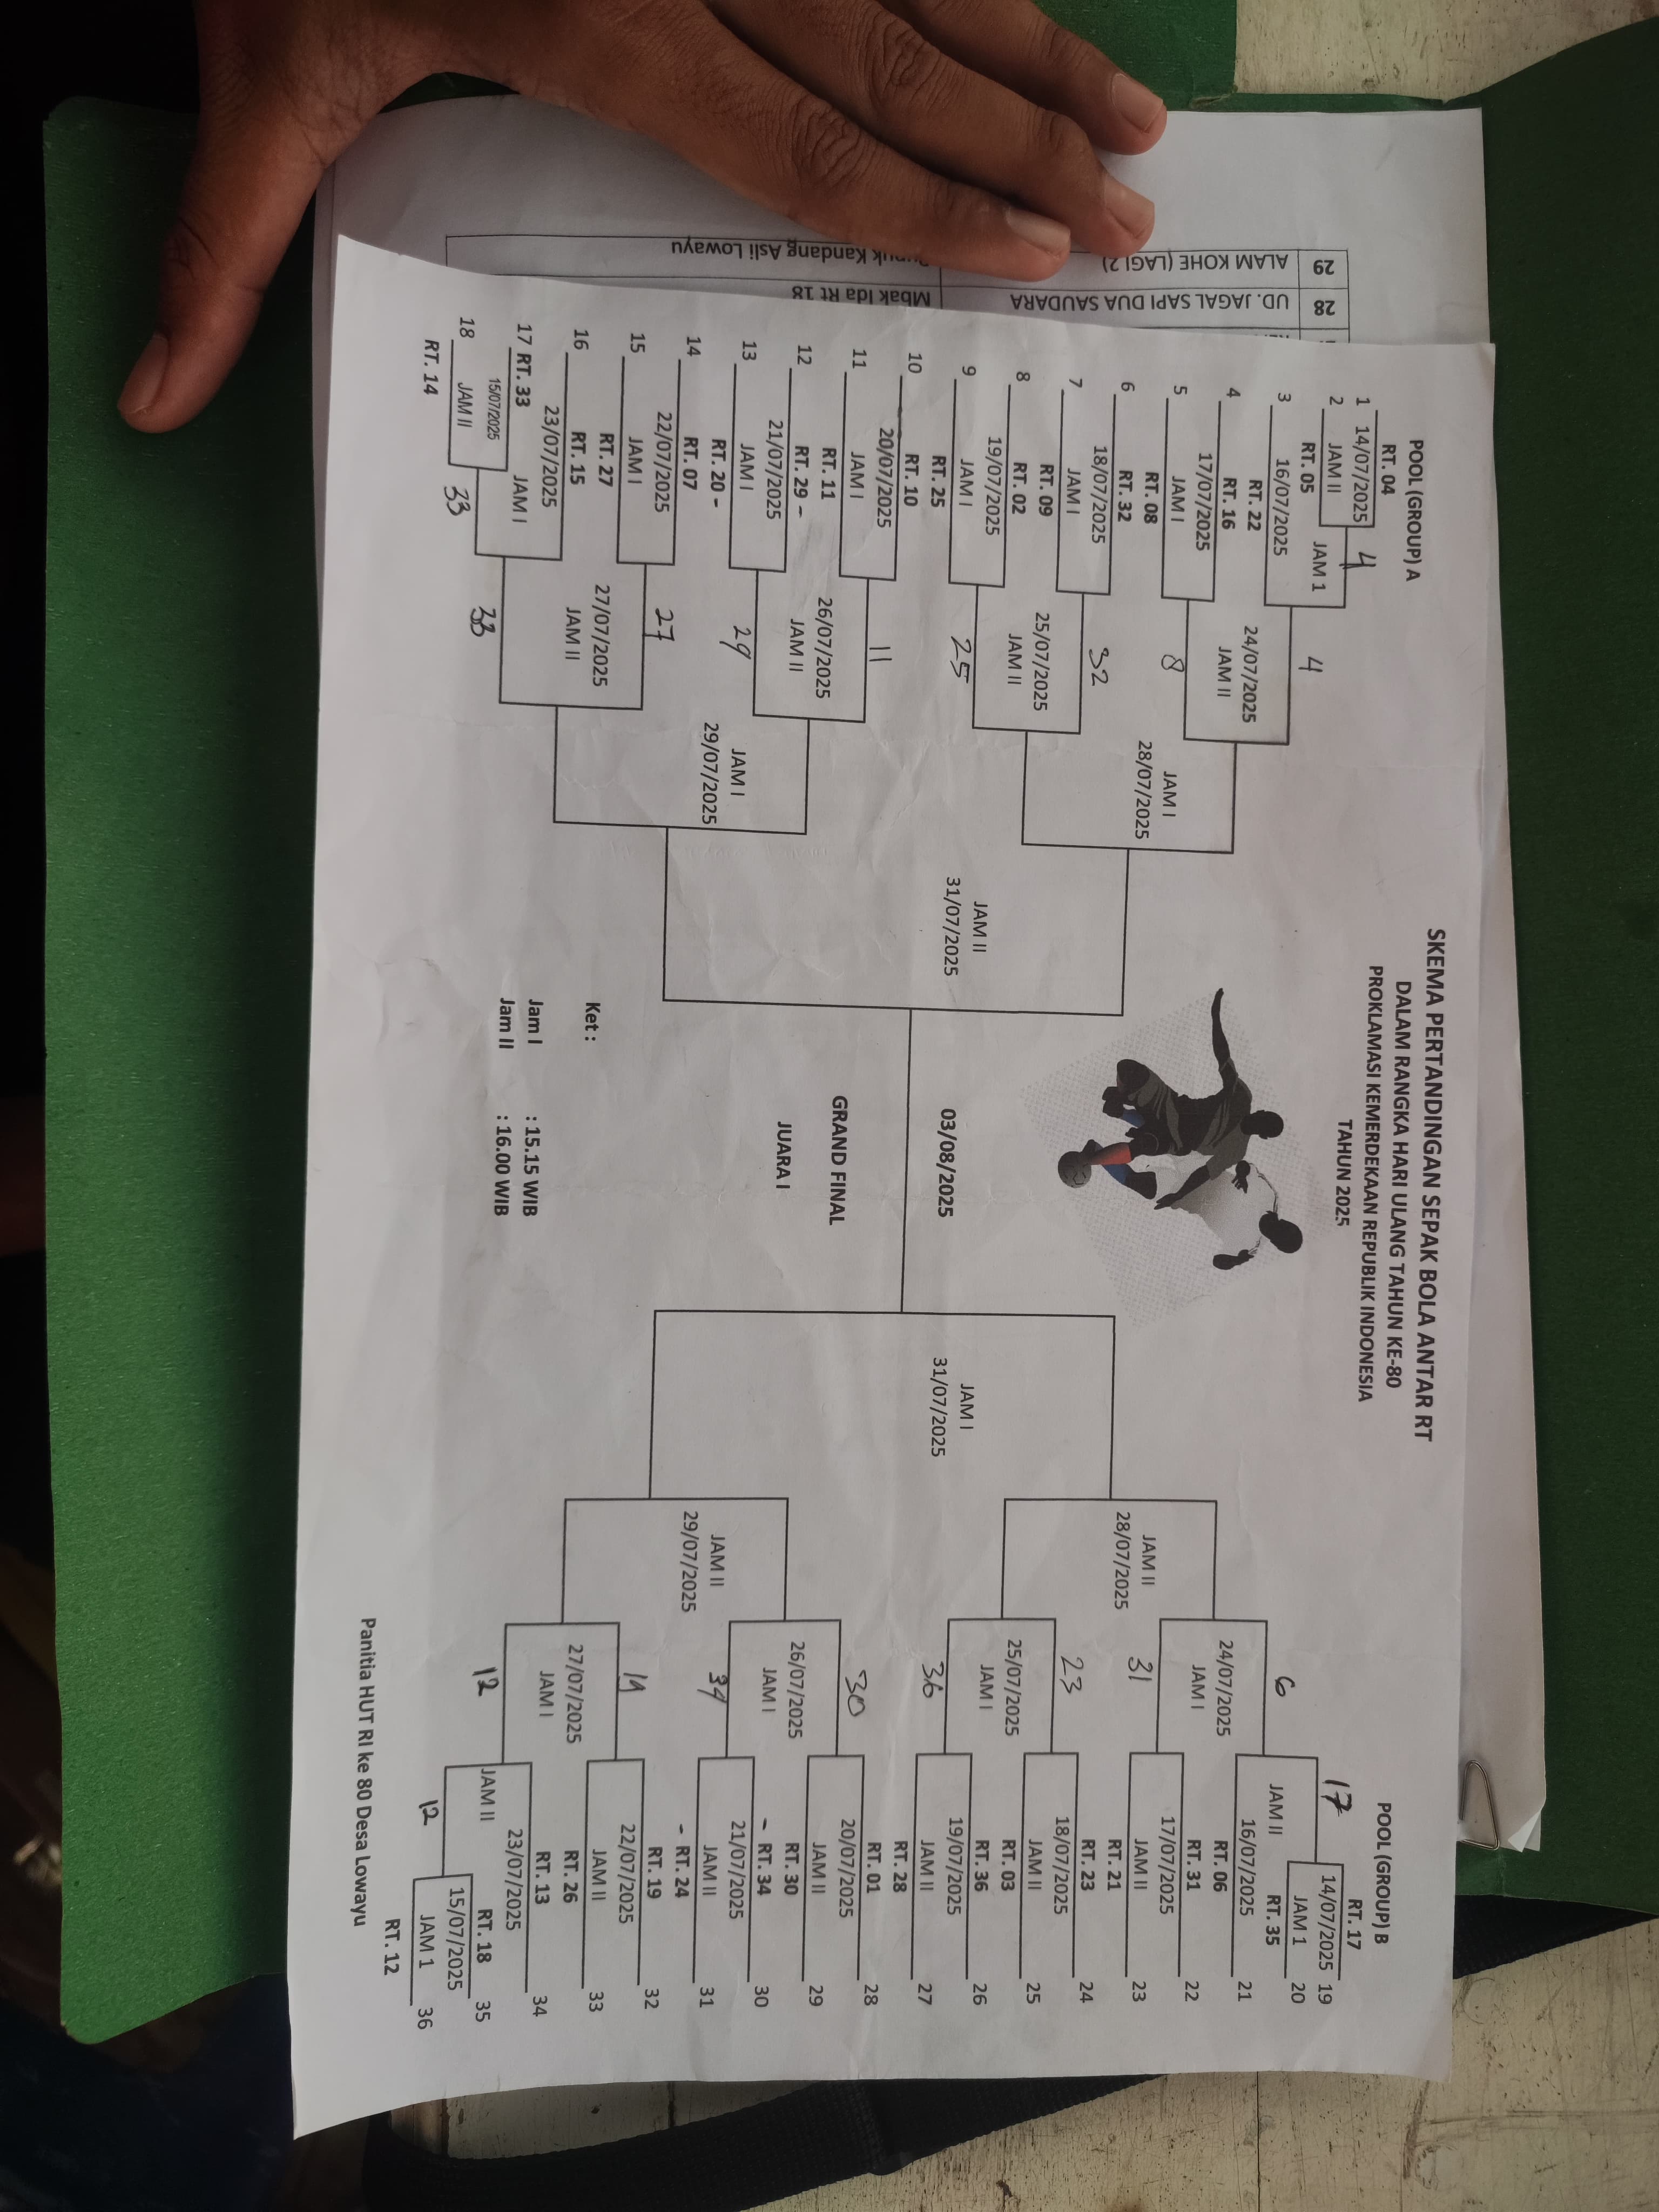 SKEMA PERTANDINGAN SEPAK BOLA ANTAR RT
DALAM RANGKA HARI ULANG TAHUN KE-80
PROKLAMASI KEMERDEKAAN REPUBLIK INDONESIA
TAHUN 2025
POOL (GROUP) A
RT. 04
1 14/07/2025
4
2 JAM II
JAM 1
RT. 05
4
3 16/07/2025
RT. 22
24/07/2025
JAM II
4 RT. 16
17/07/2025
5 JAM I
8
RT. 08
JAM I
28/07/2025
6 RT. 32
18/07/2025
32
7 JAM I
RT. 09
25/07/2025
JAM II
8 RT. 02
19/07/2025
9 JAM I
25
RT. 25
JAM II
31/07/2025
10 RT. 10
20/07/2025
11
11 JAM I
RT. 11
26/07/2025
JAM II
12 RT. 29 -
21/07/2025
13 JAM I
29
RT. 20 -
JAM I
29/07/2025
14 RT. 07
22/07/2025
27
15 JAM I
RT. 27
27/07/2025
JAM II
16 RT. 15
23/07/2025
17 RT. 33 JAM I
15/07/2025
33
18 JAM II
33
RT. 14
03/08/2025
GRAND FINAL
JUARA I
Ket :
Jam I : 15.15 WIB
Jam II : 16.00 WIB
POOL (GROUP) B
RT. 17
17
14/07/2025 19
JAM 1 20
6
JAM II
RT. 35
16/07/2025 21
RT. 06
24/07/2025
JAM I
RT. 31 22
17/07/2025
31
JAM II 23
RT. 21
JAM II
28/07/2025
RT. 23 24
23
18/07/2025
JAM II 25
RT. 03
25/07/2025
JAM I
RT. 36 26
19/07/2025
36
JAM II 27
RT. 28
JAM I
31/07/2025
RT. 01 28
30
20/07/2025
JAM II 29
RT. 30
26/07/2025
JAM I
- RT. 34 30
21/07/2025
34
JAM II 31
- RT. 24
JAM II
29/07/2025
RT. 19 32
19
22/07/2025
JAM II 33
RT. 26
27/07/2025
JAM I
RT. 13 34
23/07/2025
12
JAM II
RT. 18 35
15/07/2025
12
JAM 1 36
RT. 12
Panitia HUT RI ke 80 Desa Lowayu
28 UD. JAGAL SAPI DUA SAUDARA Mbak Ida Rt 18
29 ALAM KOHE (LAGI 2) Kandang Asli Lowayu